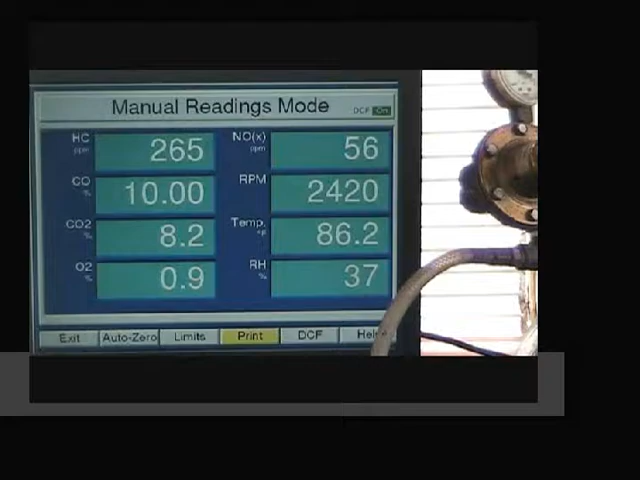 Manual Readings Mode
DCF On
HC ppm 265
NO(x) ppm 56
CO % 10.00
RPM 2420
CO2 % 8.2
Temp. °F 86.2
O2 % 0.9
RH % 37
Exit Auto-Zero Limits Print DCF Help